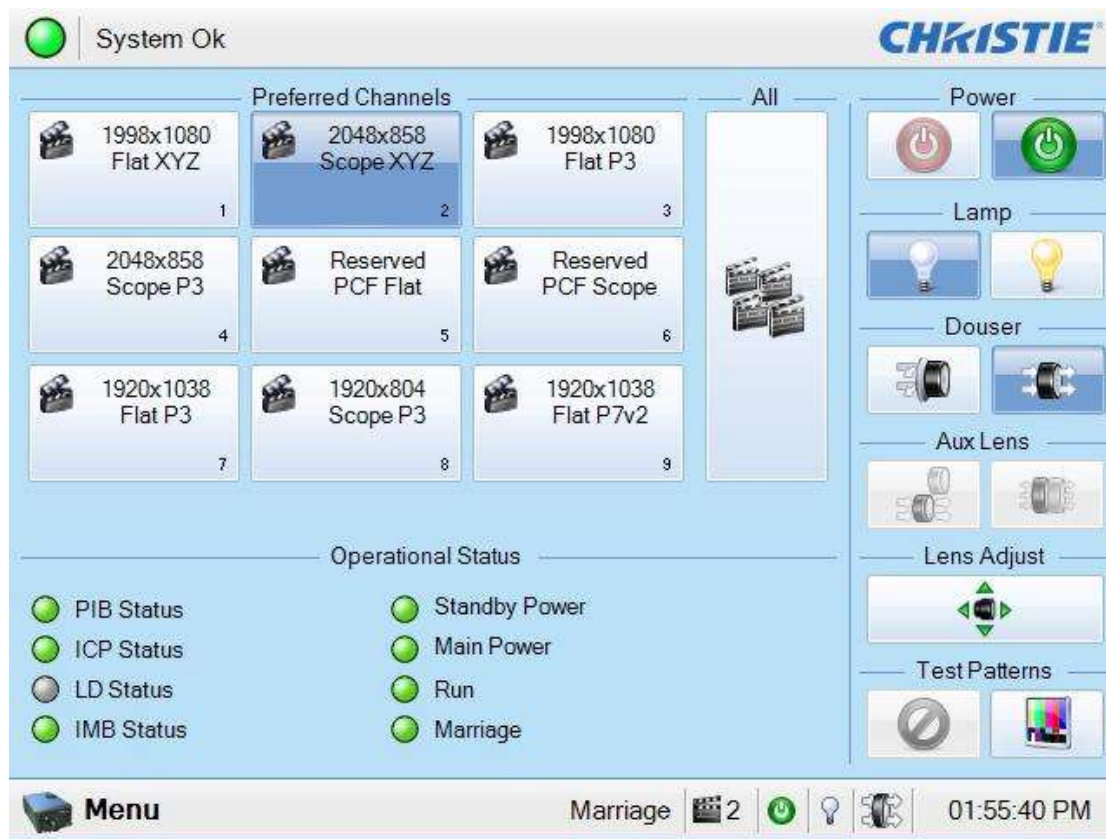 System Ok
CHRISTIE
Preferred Channels
All
Power
1998x1080
Flat XYZ
1
2048x858
Scope XYZ
2
1998x1080
Flat P3
3
Lamp
2048x858
Scope P3
4
Reserved
PCF Flat
5
Reserved
PCF Scope
6
Douser
1920x1038
Flat P3
7
1920x804
Scope P3
8
1920x1038
Flat P7v2
9
Aux Lens
Operational Status
Lens Adjust
PIB Status
Standby Power
ICP Status
Main Power
LD Status
Run
IMB Status
Marriage
Test Patterns
Menu
Marriage
2
01:55:40 PM